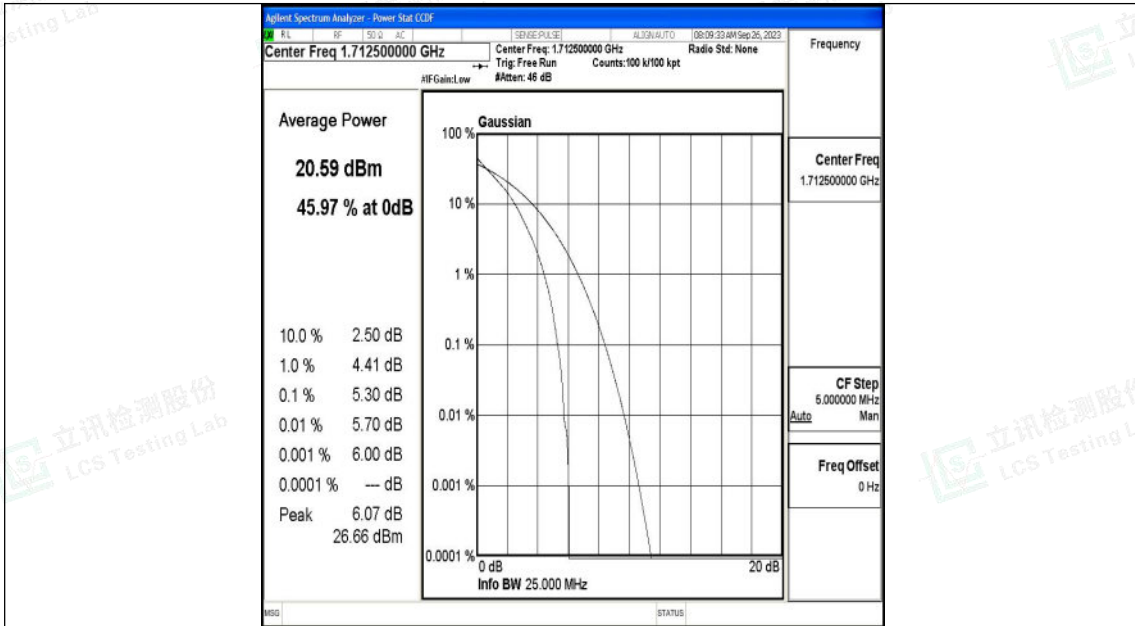 Agilent Spectrum Analyzer - Power Stat CCDF
RL RF 50 Ω AC SENSE:PULSE ALIGNAUTO 08:09:33 AM Sep 26, 2023
Center Freq 1.712500000 GHz
Center Freq: 1.712500000 GHz Radio Std: None
Trig: Free Run Counts:100 k/100 kpt
#IFGain:Low #Atten: 46 dB
Frequency
Average Power
20.59 dBm
45.97 % at 0dB
10.0 % 2.50 dB
1.0 % 4.41 dB
0.1 % 5.30 dB
0.01 % 5.70 dB
0.001 % 6.00 dB
0.0001 % --- dB
Peak 6.07 dB
26.66 dBm
Gaussian
100 %
10 %
1 %
0.1 %
0.01 %
0.001 %
0.0001 %
0 dB 20 dB
Info BW 25.000 MHz
Center Freq
1.712500000 GHz
CF Step
5.000000 MHz
Auto Man
Freq Offset
0 Hz
MSG STATUS
立讯检测股份
LCS Testing Lab
立讯检测股份
LCS Testing L
sting Lab
立